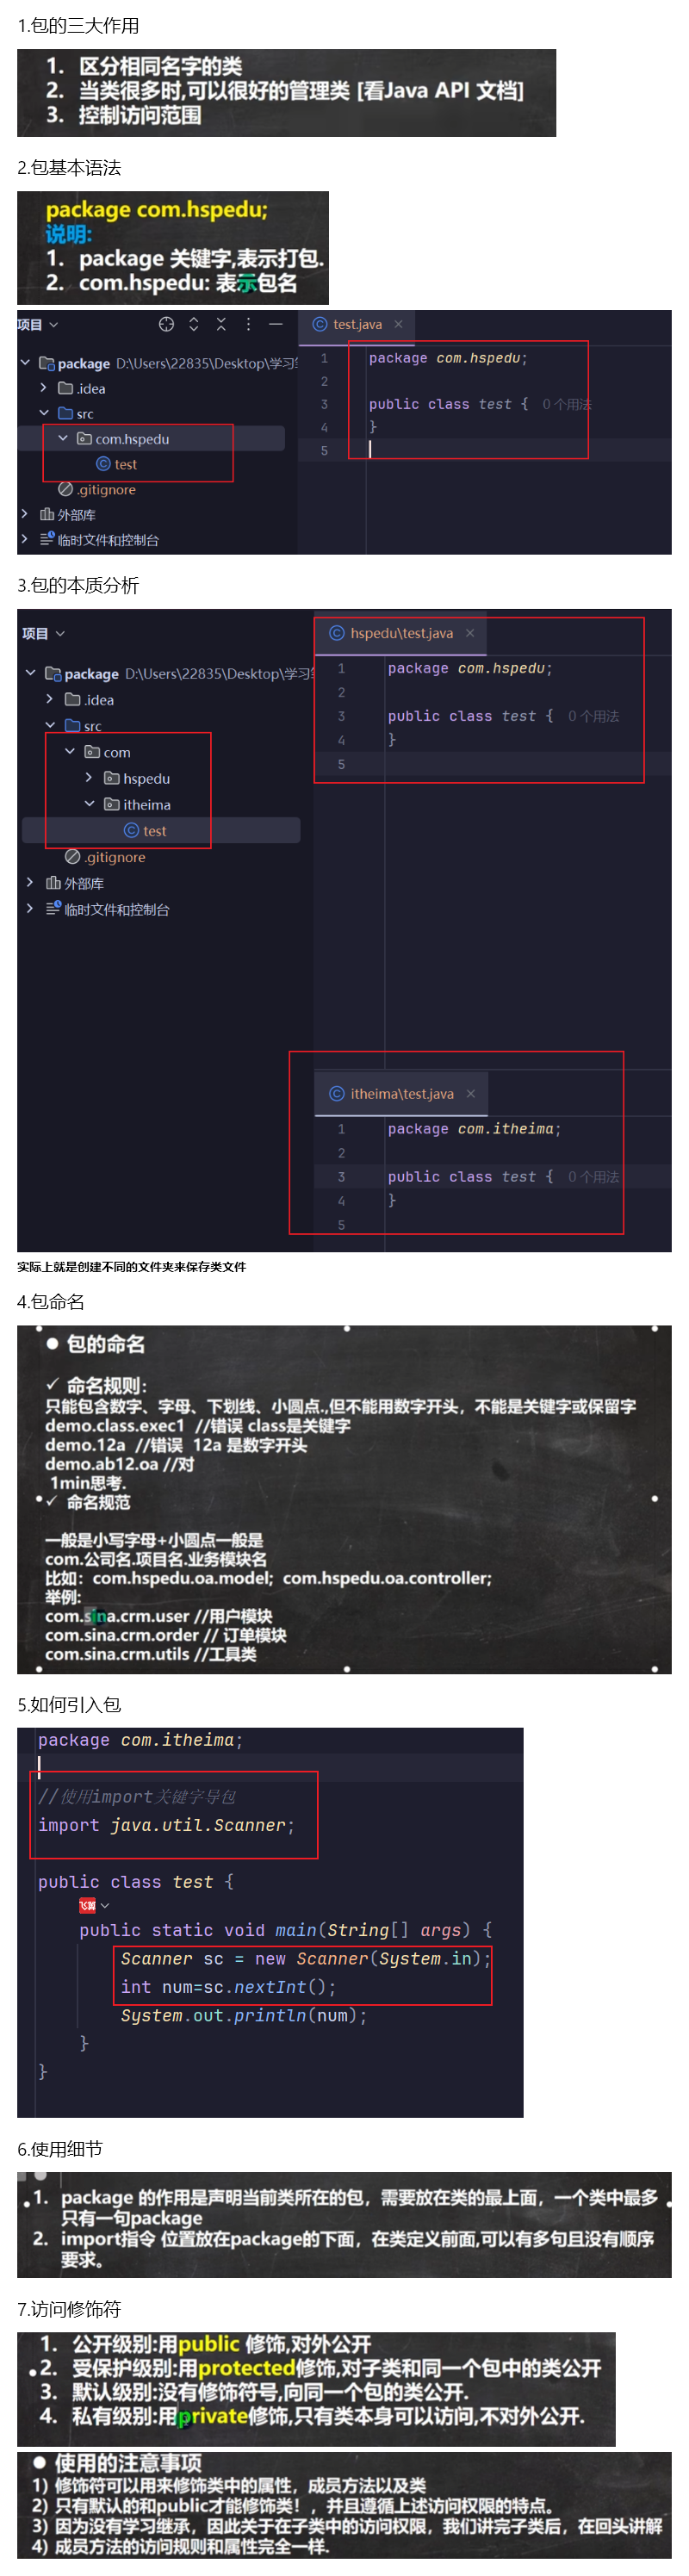 1.包的三大作用
1. 区分相同名字的类
2. 当类很多时,可以很好的管理类 [看Java API 文档]
3. 控制访问范围
2.包基本语法
package com.hspedu;
说明:
1. package 关键字,表示打包.
2. com.hspedu: 表示包名
项目
test.java
package D:\Users\22835\Desktop\学习
.idea
src
com.hspedu
test
.gitignore
外部库
临时文件和控制台
1 package com.hspedu;
2
3 public class test { 0 个用法
4 }
5
3.包的本质分析
项目
hspedu\test.java
package D:\Users\22835\Desktop\学习
.idea
src
com
hspedu
itheima
test
.gitignore
外部库
临时文件和控制台
1 package com.hspedu;
2
3 public class test { 0 个用法
4 }
5
itheima\test.java
1 package com.itheima;
2
3 public class test { 0 个用法
4 }
5
实际上就是创建不同的文件夹来保存类文件
4.包命名
● 包的命名
✓ 命名规则：
只能包含数字、字母、下划线、小圆点.,但不能用数字开头，不能是关键字或保留字
demo.class.exec1 //错误 class是关键字
demo.12a //错误 12a 是数字开头
demo.ab12.oa //对
1min思考.
✓ 命名规范
一般是小写字母+小圆点一般是
com.公司名.项目名.业务模块名
比如：com.hspedu.oa.model; com.hspedu.oa.controller;
举例:
com.sina.crm.user //用户模块
com.sina.crm.order // 订单模块
com.sina.crm.utils //工具类
5.如何引入包
package com.itheima;
//使用import关键字导包
import java.util.Scanner;
public class test {
飞算
public static void main(String[] args) {
Scanner sc = new Scanner(System.in);
int num=sc.nextInt();
System.out.println(num);
}
}
6.使用细节
1. package 的作用是声明当前类所在的包，需要放在类的最上面，一个类中最多
只有一句package
2. import指令 位置放在package的下面，在类定义前面,可以有多句且没有顺序
要求。
7.访问修饰符
1. 公开级别:用public 修饰,对外公开
2. 受保护级别:用protected修饰,对子类和同一个包中的类公开
3. 默认级别:没有修饰符号,向同一个包的类公开.
4. 私有级别:用private修饰,只有类本身可以访问,不对外公开.
● 使用的注意事项
1) 修饰符可以用来修饰类中的属性，成员方法以及类
2) 只有默认的和public才能修饰类！，并且遵循上述访问权限的特点。
3) 因为没有学习继承，因此关于在子类中的访问权限，我们讲完子类后，在回头讲解
4) 成员方法的访问规则和属性完全一样.